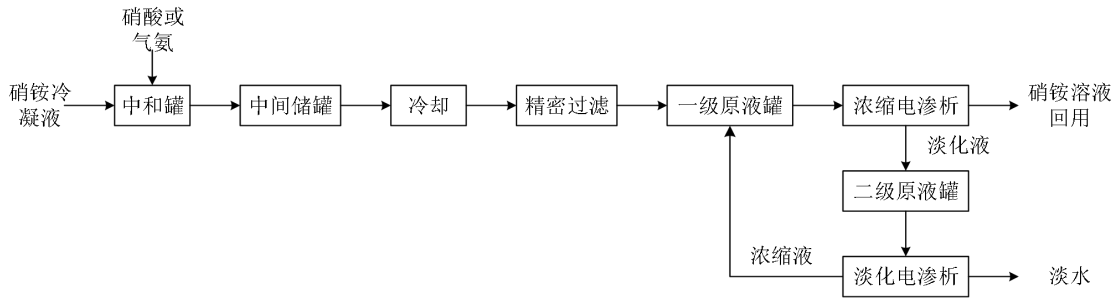 硝酸或
气氨
硝铵冷
凝液
中和罐
中间储罐
冷却
精密过滤
一级原液罐
浓缩电渗析
硝铵溶液
回用
淡化液
二级原液罐
浓缩液
淡化电渗析
淡水